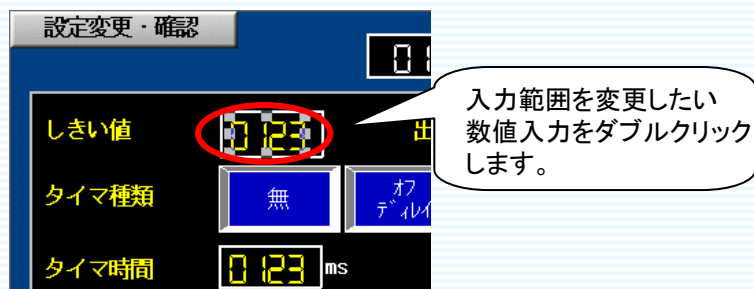 設定変更・確認
01
しきい値
0123
出
入力範囲を変更したい
数値入力をダブルクリック
します。
タイマ種類
無
オフ
ディレイ
タイマ時間
0123 ms